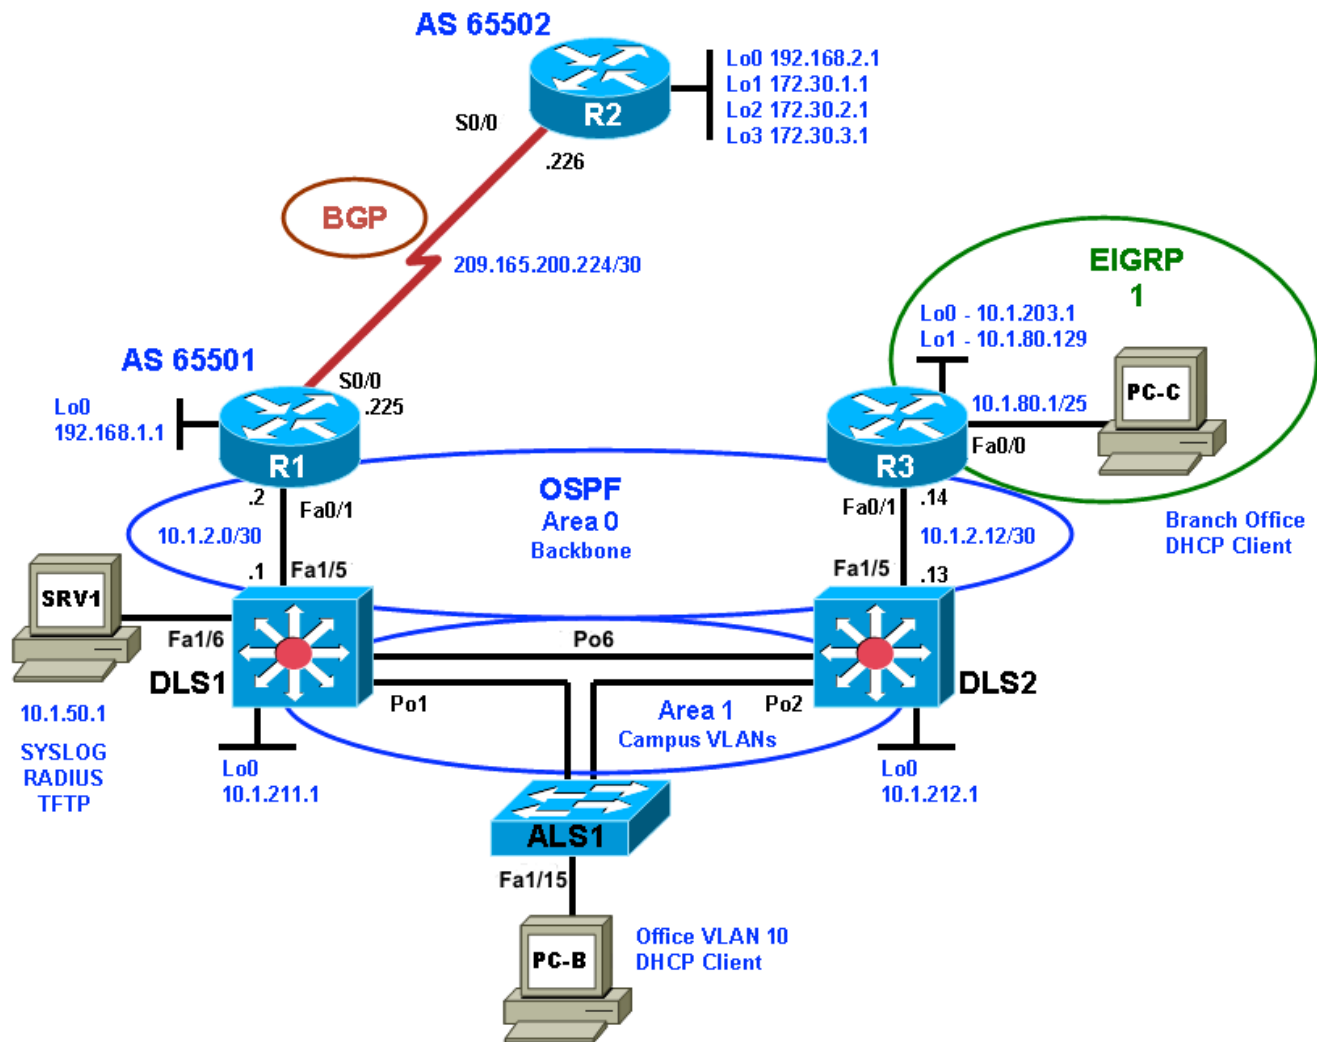 AS 65502
Lo0 192.168.2.1
Lo1 172.30.1.1
Lo2 172.30.2.1
Lo3 172.30.3.1
R2
S0/0
.226
BGP
209.165.200.224/30
EIGRP
1
Lo0 - 10.1.203.1
Lo1 - 10.1.80.129
AS 65501
S0/0
.225
Lo0
192.168.1.1
R1
PC-C
10.1.80.1/25
Fa0/0
R3
.2
Fa0/1
OSPF
Area 0
Backbone
.14
Fa0/1
10.1.2.0/30
10.1.2.12/30
Branch Office
DHCP Client
.1
Fa1/5
Fa1/5
.13
SRV1
Fa1/6
Po6
DLS1
DLS2
Po1
Po2
Area 1
Campus VLANs
10.1.50.1
SYSLOG
RADIUS
TFTP
Lo0
10.1.211.1
Lo0
10.1.212.1
ALS1
Fa1/15
PC-B
Office VLAN 10
DHCP Client